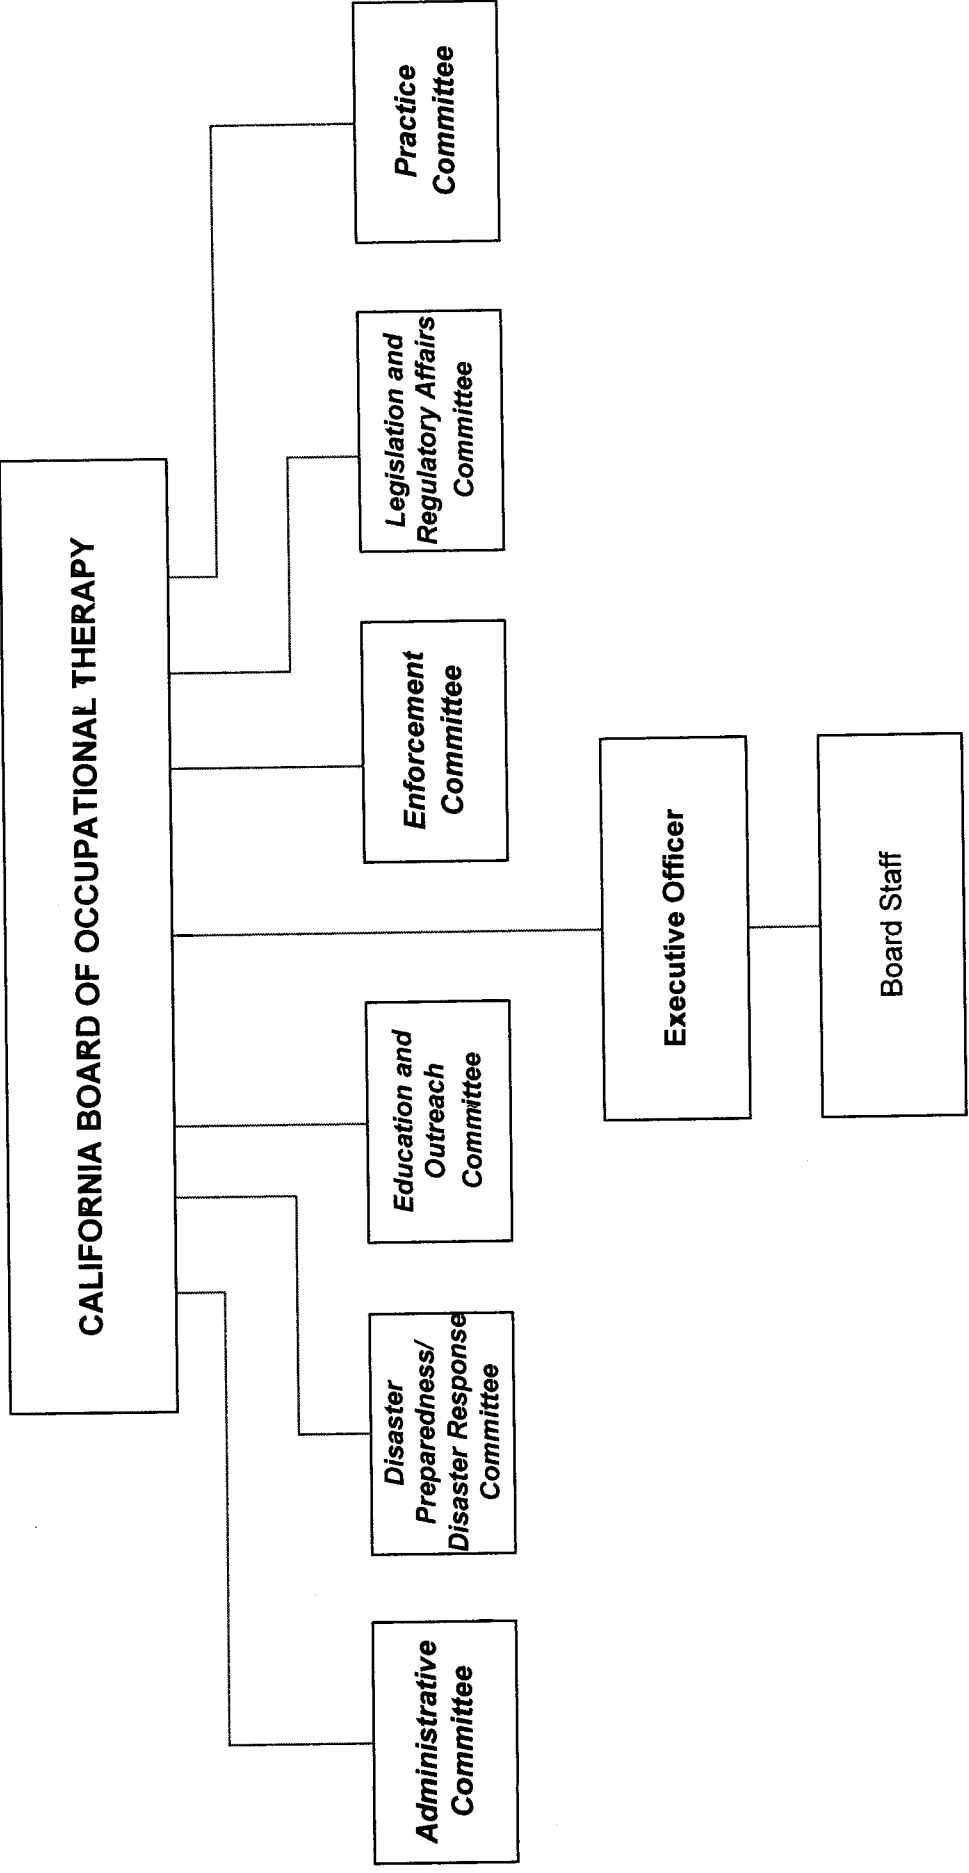 CALIFORNIA BOARD OF OCCUPATIONAL THERAPY
Administrative
Committee
Disaster
Preparedness/
Disaster Response
Committee
Education and
Outreach
Committee
Enforcement
Committee
Legislation and
Regulatory Affairs
Committee
Practice
Committee
Executive Officer
Board Staff